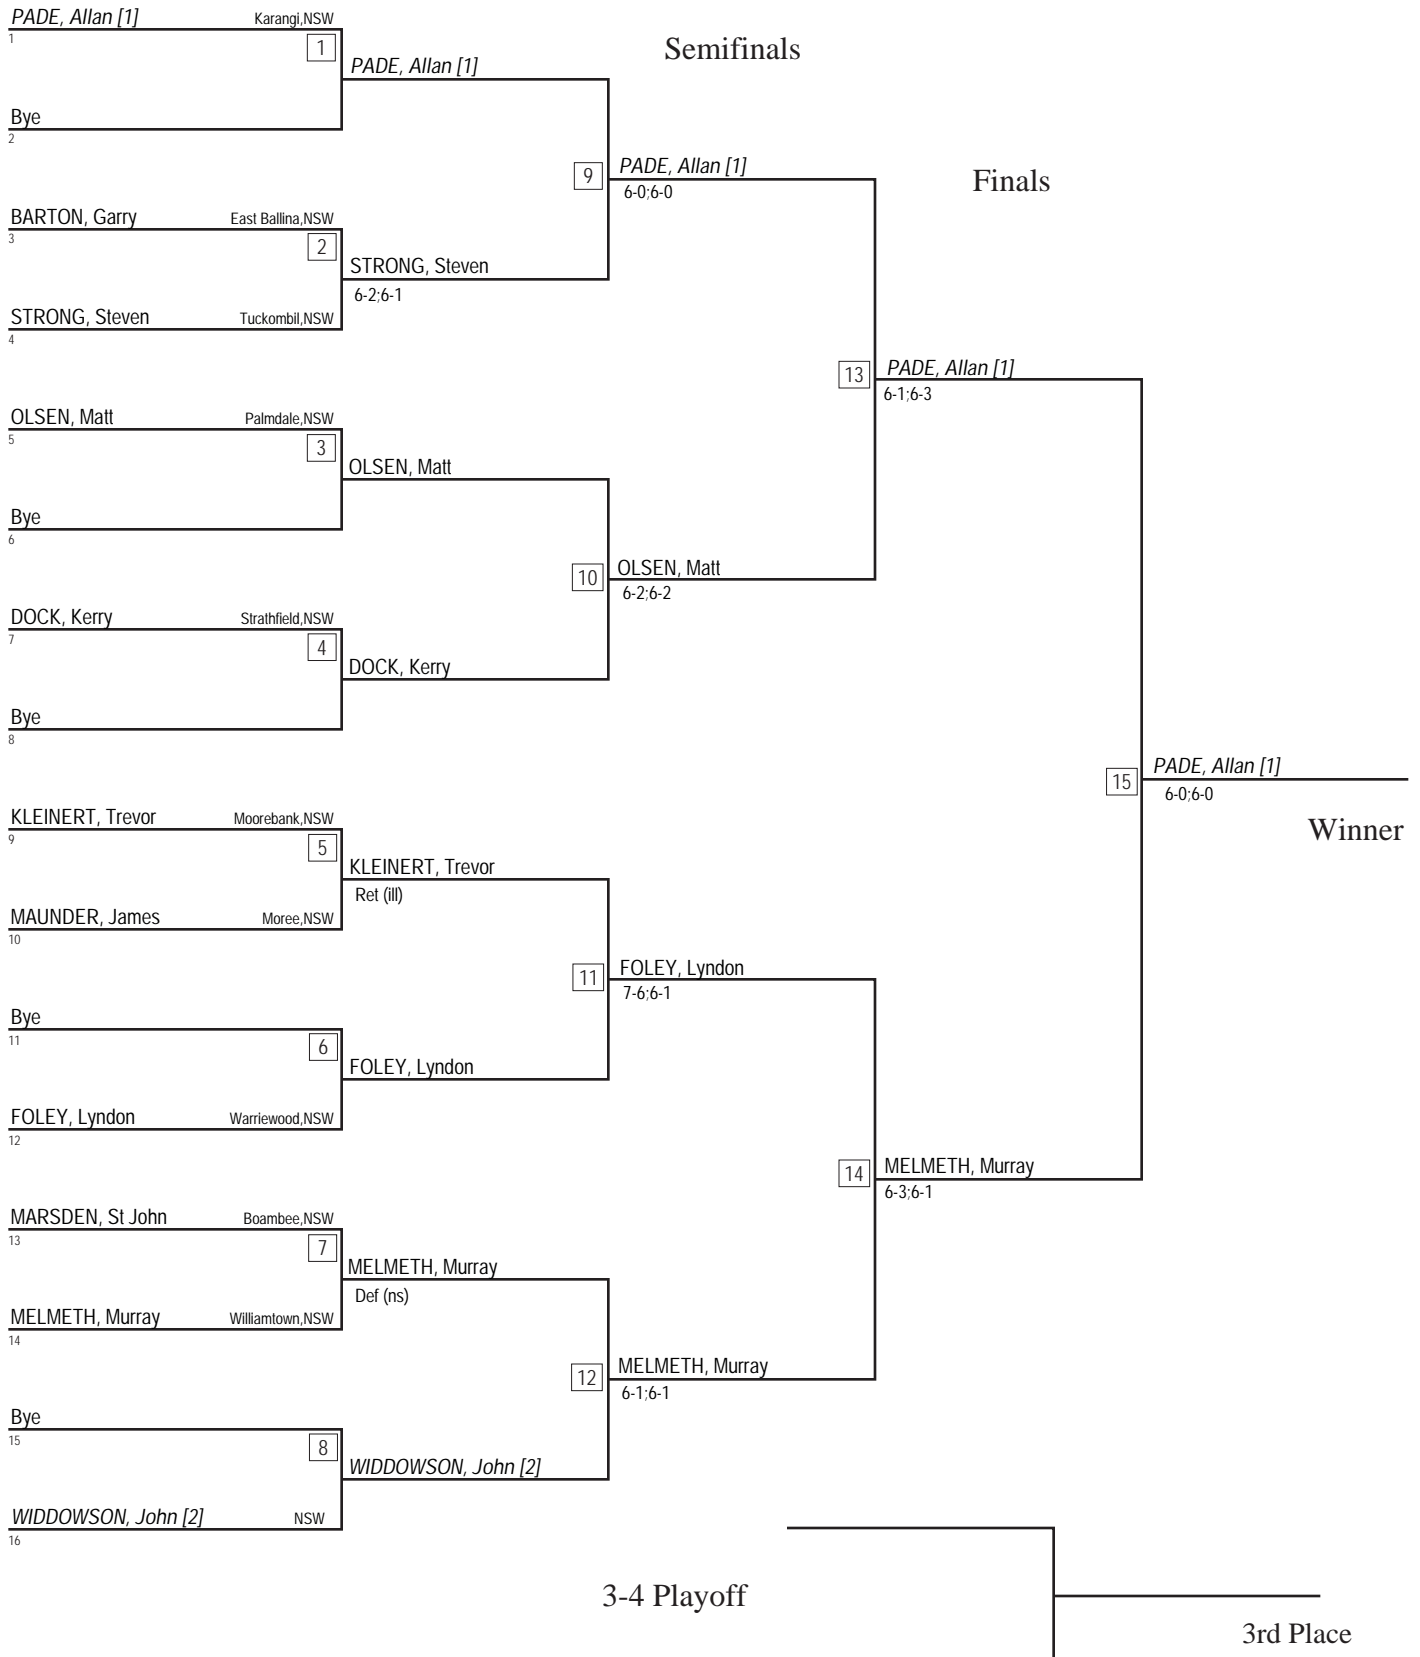 PADE, Allan [1] Karangi,NSW
1
1
PADE, Allan [1]
Semifinals
Bye
2
9
PADE, Allan [1]
6-0;6-0
Finals
BARTON, Garry East Ballina,NSW
3
2
STRONG, Steven
6-2;6-1
STRONG, Steven Tuckombil,NSW
4
13
PADE, Allan [1]
6-1;6-3
OLSEN, Matt Palmdale,NSW
5
3
OLSEN, Matt
Bye
6
10
OLSEN, Matt
6-2;6-2
DOCK, Kerry Strathfield,NSW
7
4
DOCK, Kerry
Bye
8
15
PADE, Allan [1]
6-0;6-0
Winner
KLEINERT, Trevor Moorebank,NSW
9
5
KLEINERT, Trevor
Ret (ill)
MAUNDER, James Moree,NSW
10
11
FOLEY, Lyndon
7-6;6-1
Bye
11
6
FOLEY, Lyndon
FOLEY, Lyndon Warriewood,NSW
12
14
MELMETH, Murray
6-3;6-1
MARSDEN, St John Boambee,NSW
13
7
MELMETH, Murray
Def (ns)
MELMETH, Murray Williamtown,NSW
14
12
MELMETH, Murray
6-1;6-1
Bye
15
8
WIDDOWSON, John [2]
WIDDOWSON, John [2] NSW
16
3-4 Playoff
3rd Place